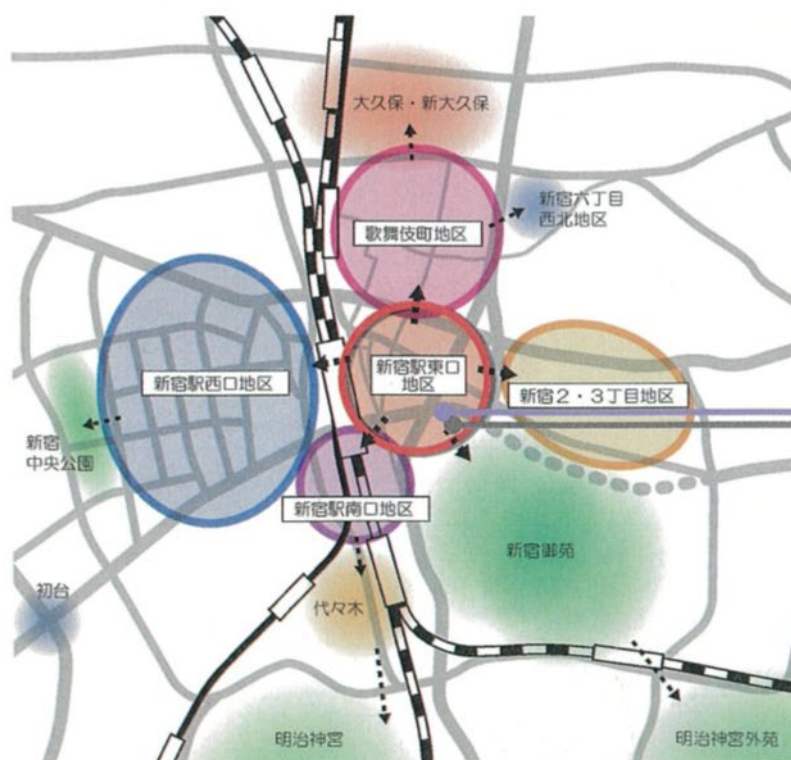 大久保・新大久保
新宿六丁目
西北地区
歌舞伎町地区
新宿駅東口
地区
新宿駅西口地区
新宿2・3丁目地区
新宿
中央公園
新宿駅南口地区
新宿御苑
初台
代々木
明治神宮
明治神宮外苑